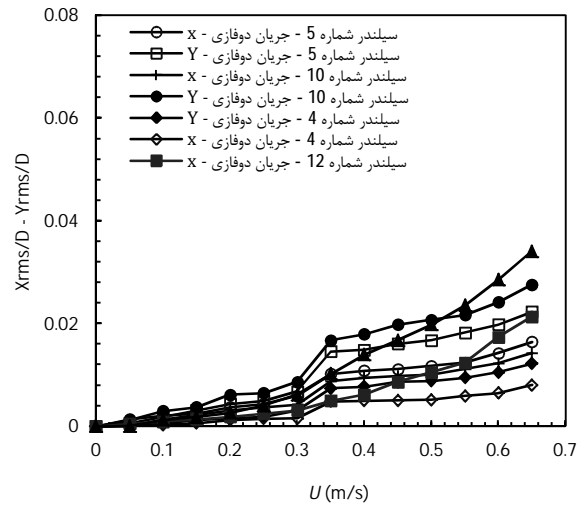 0.08
0.06
0.04
0.02
0
Xrms/D - Yrms/D
سیلندر شماره 5 - جریان دوفازی - x
سیلندر شماره 5 - جریان دوفازی - Y
سیلندر شماره 10 - جریان دوفازی - x
سیلندر شماره 10 - جریان دوفازی - Y
سیلندر شماره 4 - جریان دوفازی - Y
سیلندر شماره 4 - جریان دوفازی - x
سیلندر شماره 12 - جریان دوفازی - x
0 0.1 0.2 0.3 0.4 0.5 0.6 0.7
U (m/s)